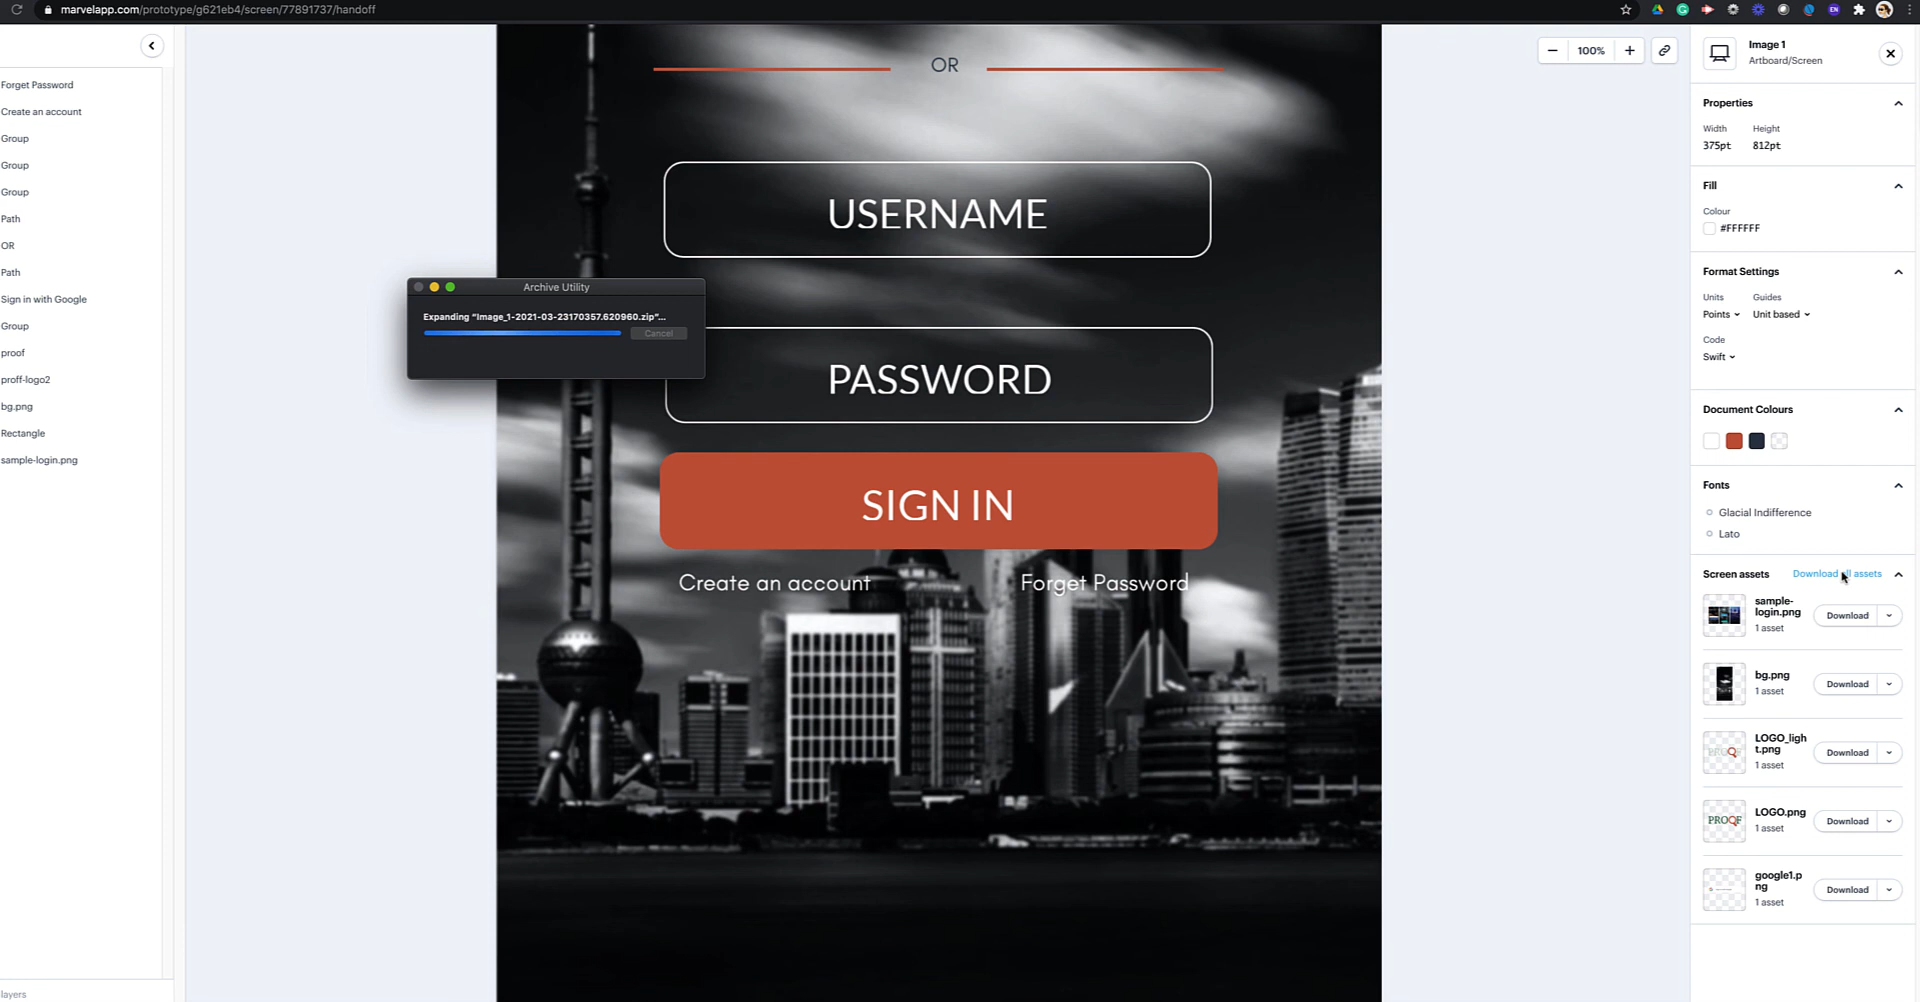 marvelapp.com/prototype/g621eb4/screen/77891737/handoff
EN
Forget Password
Create an account
Group
Group
Group
Path
OR
Path
Sign in with Google
Group
proof
proff-logo2
bg.png
Rectangle
sample-login.png
layers
OR
USERNAME
PASSWORD
SIGN IN
Create an account
Forget Password
Archive Utility
Expanding “Image_1-2021-03-23170357.620960.zip”...
Cancel
100%
Image 1
Artboard/Screen
Properties
Width Height
375pt 812pt
Fill
Colour
#FFFFFF
Format Settings
Units Guides
Points Unit based
Code
Swift
Document Colours
Fonts
Glacial Indifference
Lato
Screen assets Download all assets
sample-
login.png
1 asset
Download
bg.png
1 asset
Download
PROQF
LOGO_ligh
t.png
1 asset
Download
PROQF
LOGO.png
1 asset
Download
google1.p
ng
1 asset
Download